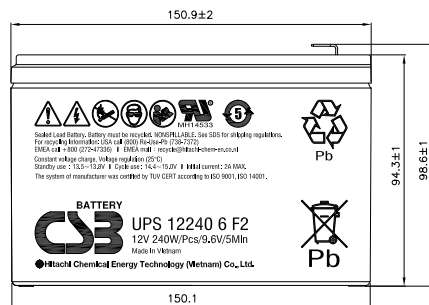 150.9±2
MH14533
5
Sealed Lead Battery. Battery must be recycled. NONSPILLABLE. See SDS for shipping regulations.
For recycling information: USA call (800) Re-Use-Pb (738-7372)
EMEA call +800 (272-47336) II EMEA mail : recycle@hitachi-chem-en.co.nl
Constant voltage charge, Voltage regulation (25°C)
Standby use : 13.5~13.8V II Cycle use : 14.4~15.0V II Initial current : 2A MAX.
The system of manufacturer was certified by TUV CERT according to ISO 9001, ISO 14001.
Pb
94.3±1
98.6±1
BATTERY
CSB
UPS 12240 6 F2
12V 240W/Pcs/9.6V/5Min
Made in Vietnam
Hitachi Chemical Energy Technology (Vietnam) Co., Ltd.
Pb
150.1